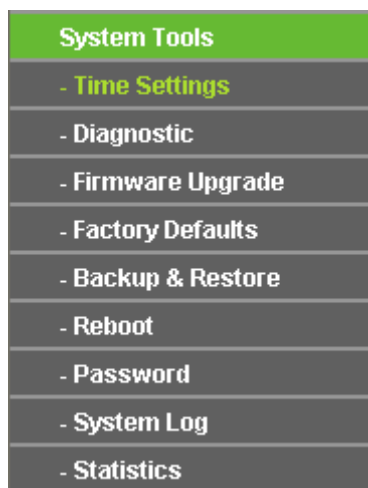 System Tools
- Time Settings
- Diagnostic
- Firmware Upgrade
- Factory Defaults
- Backup & Restore
- Reboot
- Password
- System Log
- Statistics